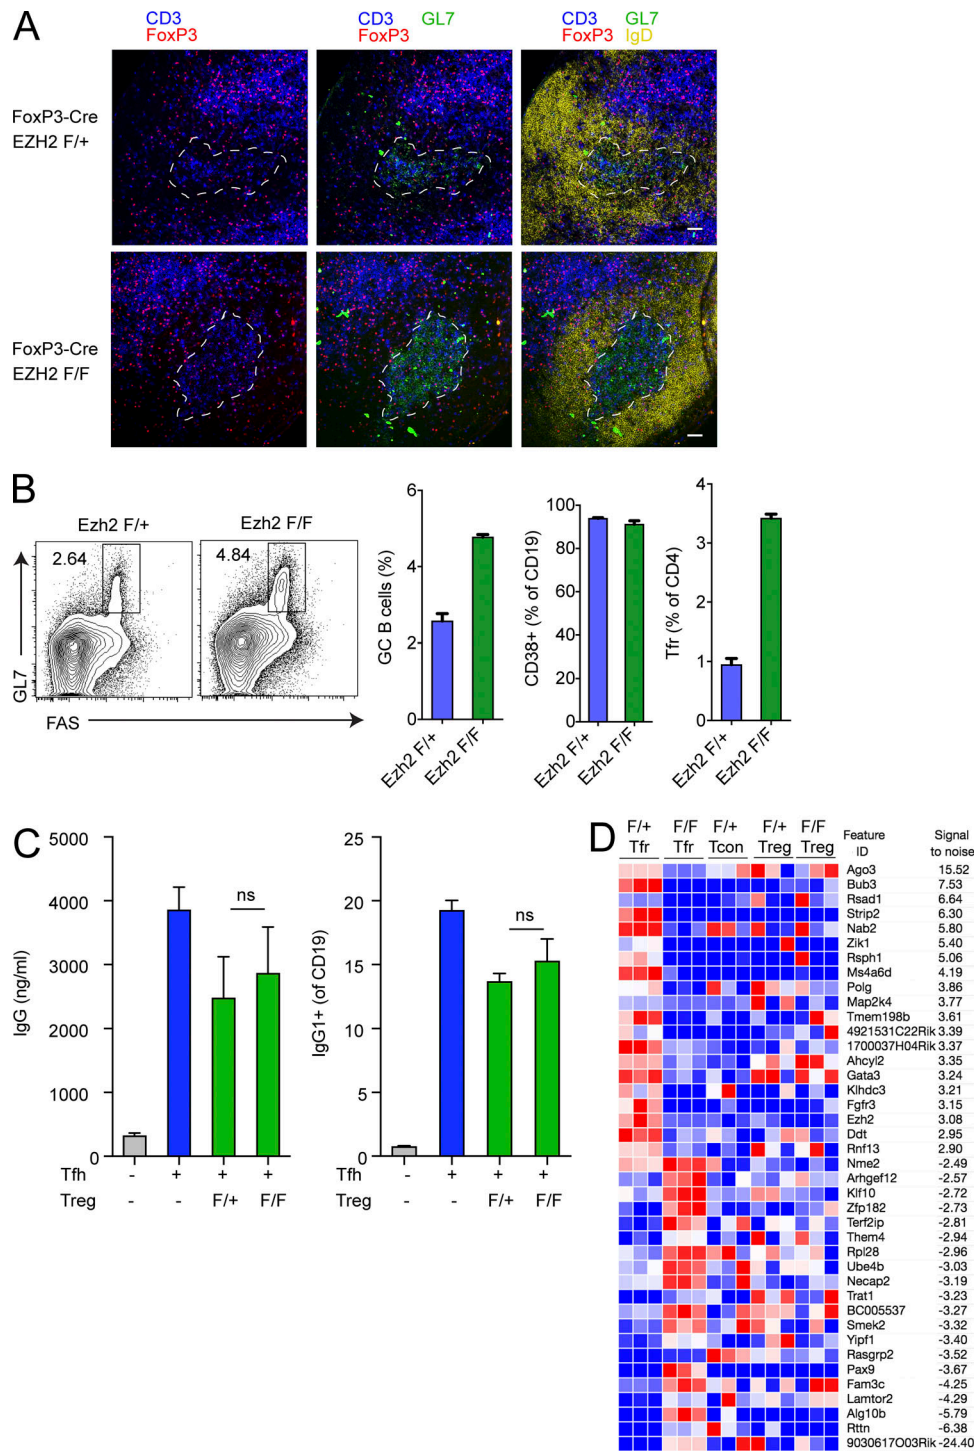 A
CD3
FoxP3
CD3 GL7
FoxP3
CD3 GL7
FoxP3 IgD
FoxP3-Cre
EZH2 F/+
FoxP3-Cre
EZH2 F/F
B
Ezh2 F/+
Ezh2 F/F
2.64
4.84
GL7
FAS
GC B cells (%)
6
4
2
0
Ezh2 F/+
Ezh2 F/F
CD38+ (% of CD19)
100
80
60
40
20
0
Ezh2 F/+
Ezh2 F/F
Tfr (% of CD4)
4
3
2
1
0
Ezh2 F/+
Ezh2 F/F
C
IgG (ng/ml)
5000
4000
3000
2000
1000
0
ns
Tfh - + + +
Treg - - F/+ F/F
IgG1+ (of CD19)
25
20
15
10
5
0
ns
- + + +
- - F/+ F/F
D
F/+ F/F F/+ F/+ F/F
Tfr Tfr Tcon Treg Treg
Feature Signal
ID to noise
Ago3 15.52
Bub3 7.53
Rsad1 6.64
Strip2 6.30
Nab2 5.80
Zik1 5.40
Rsph1 5.06
Ms4a6d 4.19
Polg 3.86
Map2k4 3.77
Tmem198b 3.61
4921531C22Rik 3.39
1700037H04Rik 3.37
Ahcyl2 3.35
Gata3 3.24
Klhdc3 3.21
Fgfr3 3.15
Ezh2 3.08
Ddt 2.95
Rnf13 2.90
Nme2 -2.49
Arhgef12 -2.57
Klf10 -2.72
Zfp182 -2.73
Terf2ip -2.81
Them4 -2.94
Rpl28 -2.96
Ube4b -3.03
Necap2 -3.19
Trat1 -3.23
BC005537 -3.27
Smek2 -3.32
Yipf1 -3.40
Rasgrp2 -3.52
Pax9 -3.67
Fam3c -4.25
Lamtor2 -4.29
Alg10b -5.79
Rttn -6.38
9030617O03Rik -24.40